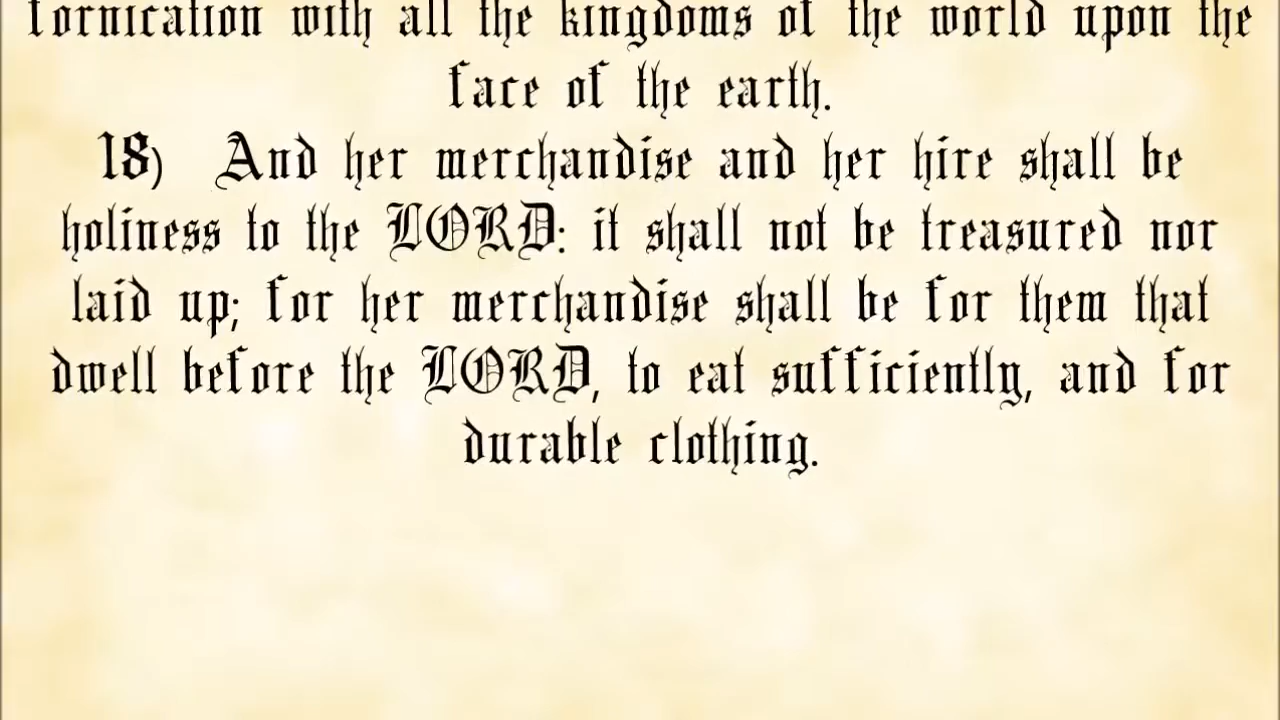 fornication with all the kingdoms of the world upon the
face of the earth.
18) And her merchandise and her hire shall be
holiness to the LORD: it shall not be treasured nor
laid up; for her merchandise shall be for them that
dwell before the LORD, to eat sufficiently, and for
durable clothing.